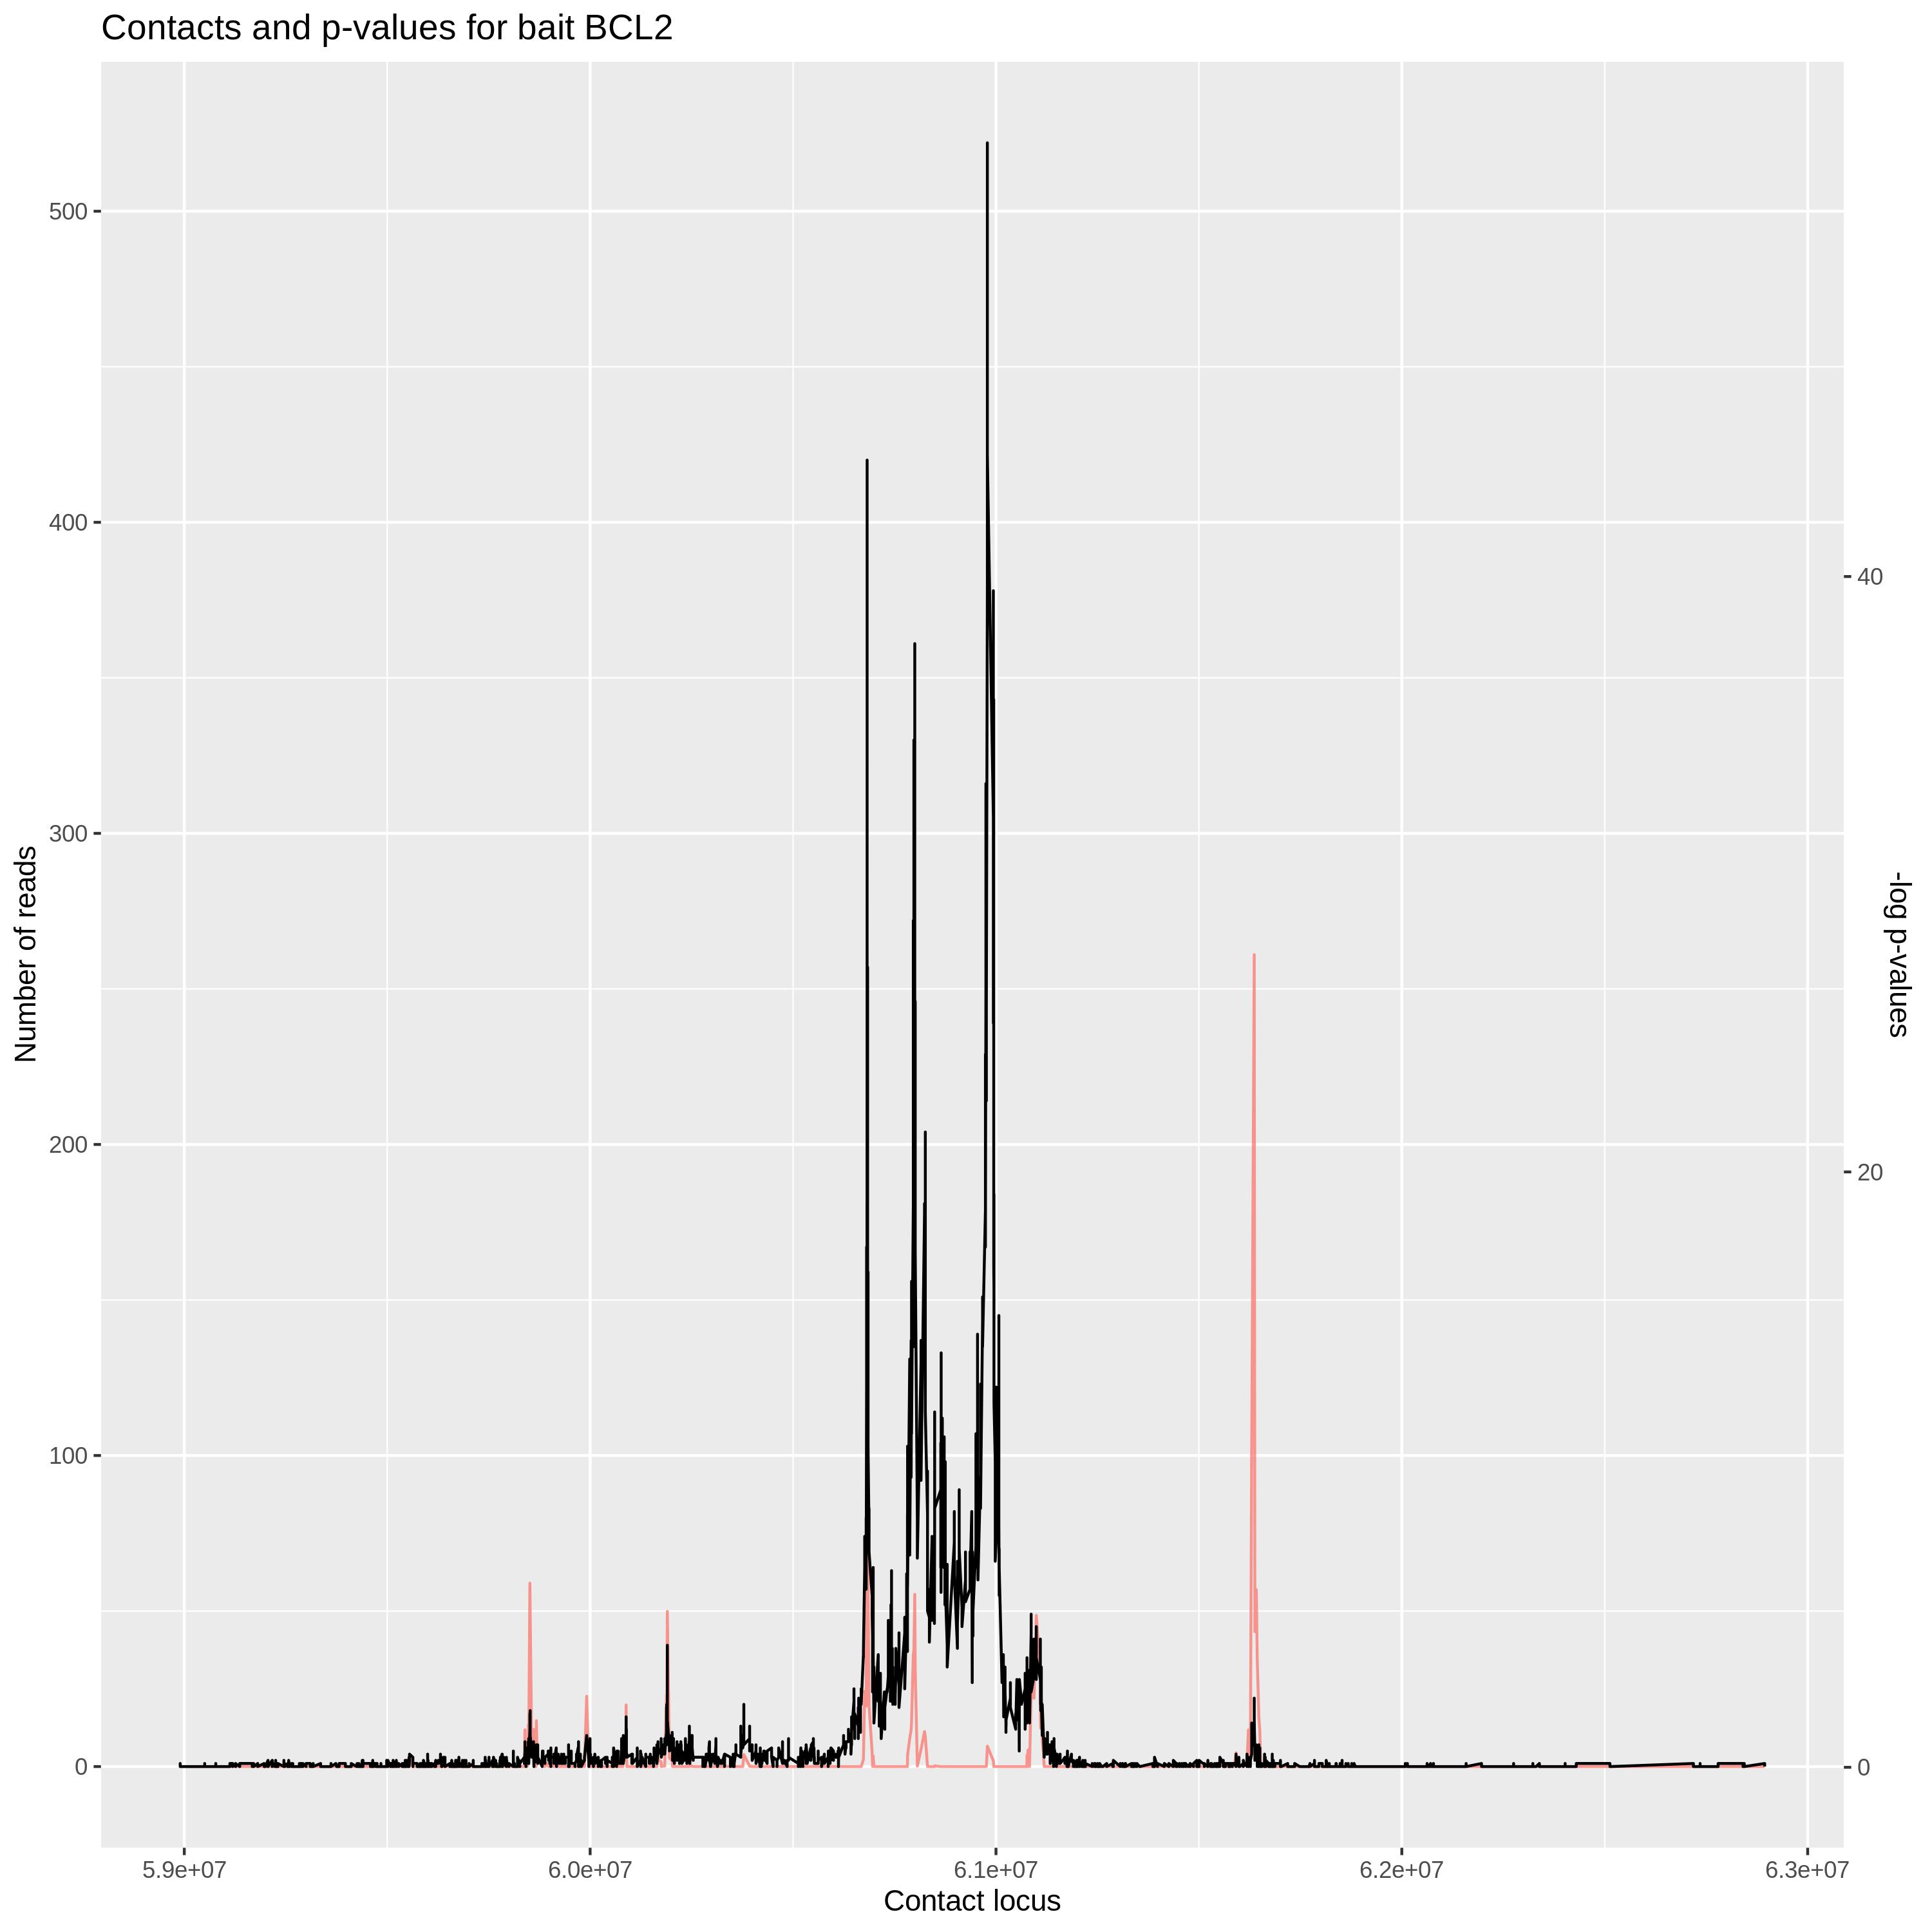 Contacts and p-values for bait BCL2
500
400
300
200
100
0
Number of reads
40
20
0
-log p-values
5.9e+07
6.0e+07
6.1e+07
6.2e+07
6.3e+07
Contact locus